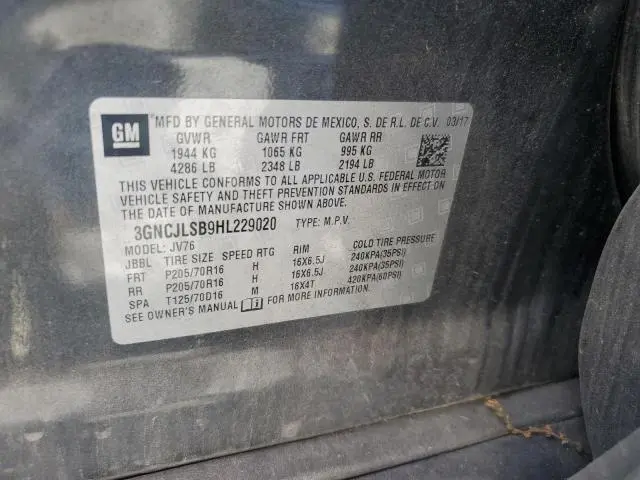 GM
MFD BY GENERAL MOTORS DE MEXICO, S. DE R.L. DE C.V. 03/17
GVWR GAWR FRT GAWR RR
1944 KG 1065 KG 995 KG
4286 LB 2348 LB 2194 LB
THIS VEHICLE CONFORMS TO ALL APPLICABLE U.S. FEDERAL MOTOR
VEHICLE SAFETY AND THEFT PREVENTION STANDARDS IN EFFECT ON
THE DATE OF MANUFACTURE SHOWN ABOVE.
3GNCJLSB9HL229020 TYPE: M.P.V.
MODEL: JV76
JBBL TIRE SIZE SPEED RTG RIM COLD TIRE PRESSURE
FRT P205/70R16 H 16X6.5J 240KPA(35PSI)
RR P205/70R16 H 16X6.5J 240KPA(35PSI)
SPA T125/70D16 M 16X4T 420KPA(60PSI)
SEE OWNER'S MANUAL FOR MORE INFORMATION.